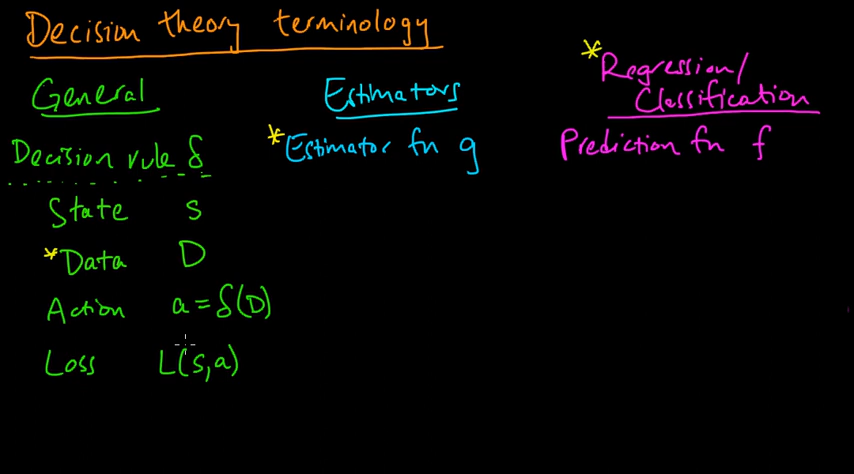 Decision theory terminology
General
Estimators
* Regression/
Classification
Decision rule δ
* Estimator fn g
Prediction fn f
State s
* Data D
Action a = δ(D)
Loss L(s,a)